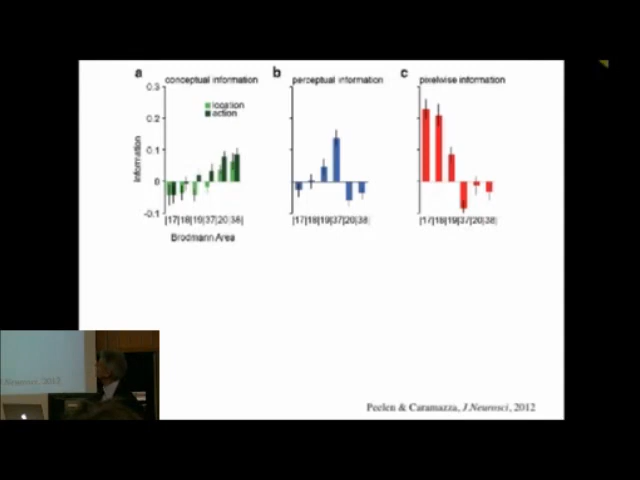 a conceptual information
b perceptual information
c pixelwise information
0.3
0.2
0.1
0
-0.1
Information
location
action
|17|18|19|37|20|38|
|17|18|19|37|20|38|
|17|18|19|37|20|38|
Brodmann Area
Peelen & Caramazza, J.Neurosci, 2012
Neurosci, 2012